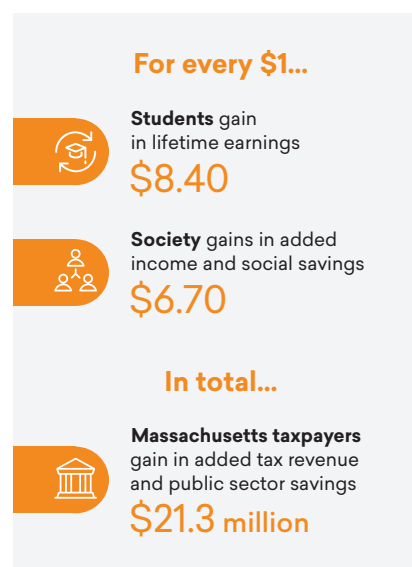 For every $1...
Students gain
in lifetime earnings
$8.40
Society gains in added
income and social savings
$6.70
In total...
Massachusetts taxpayers
gain in added tax revenue
and public sector savings
$21.3 million